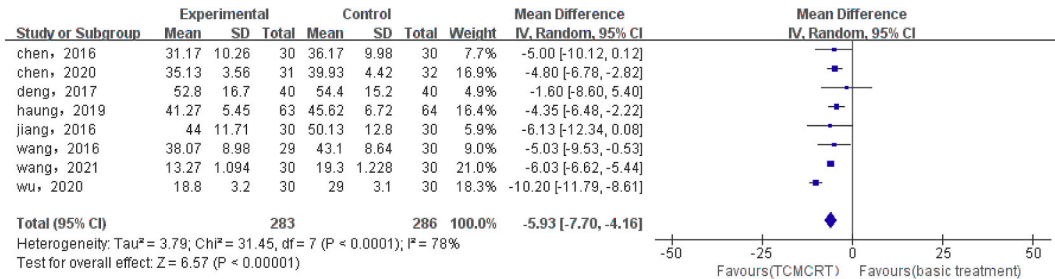 Experimental Control Mean Difference Mean Difference
Study or Subgroup Mean SD Total Mean SD Total Weight IV, Random, 95% CI IV, Random, 95% CI
chen，2016 31.17 10.26 30 36.17 9.98 30 7.7% -5.00 [-10.12, 0.12]
chen，2020 35.13 3.56 31 39.93 4.42 32 16.9% -4.80 [-6.78, -2.82]
deng，2017 52.8 16.7 40 54.4 15.2 40 4.9% -1.60 [-8.60, 5.40]
haung，2019 41.27 5.45 63 45.62 6.72 64 16.4% -4.35 [-6.48, -2.22]
jiang，2016 44 11.71 30 50.13 12.8 30 5.9% -6.13 [-12.34, 0.08]
wang，2016 38.07 8.98 29 43.1 8.64 30 9.0% -5.03 [-9.53, -0.53]
wang，2021 13.27 1.094 30 19.3 1.228 30 21.0% -6.03 [-6.62, -5.44]
wu，2020 18.8 3.2 30 29 3.1 30 18.3% -10.20 [-11.79, -8.61]
Total (95% CI) 283 286 100.0% -5.93 [-7.70, -4.16]
Heterogeneity: Tau² = 3.79; Chi² = 31.45, df = 7 (P < 0.0001); I² = 78%
Test for overall effect: Z = 6.57 (P < 0.00001)
-50 -25 0 25 50
Favours(TCMCRT) Favours(basic treatment)